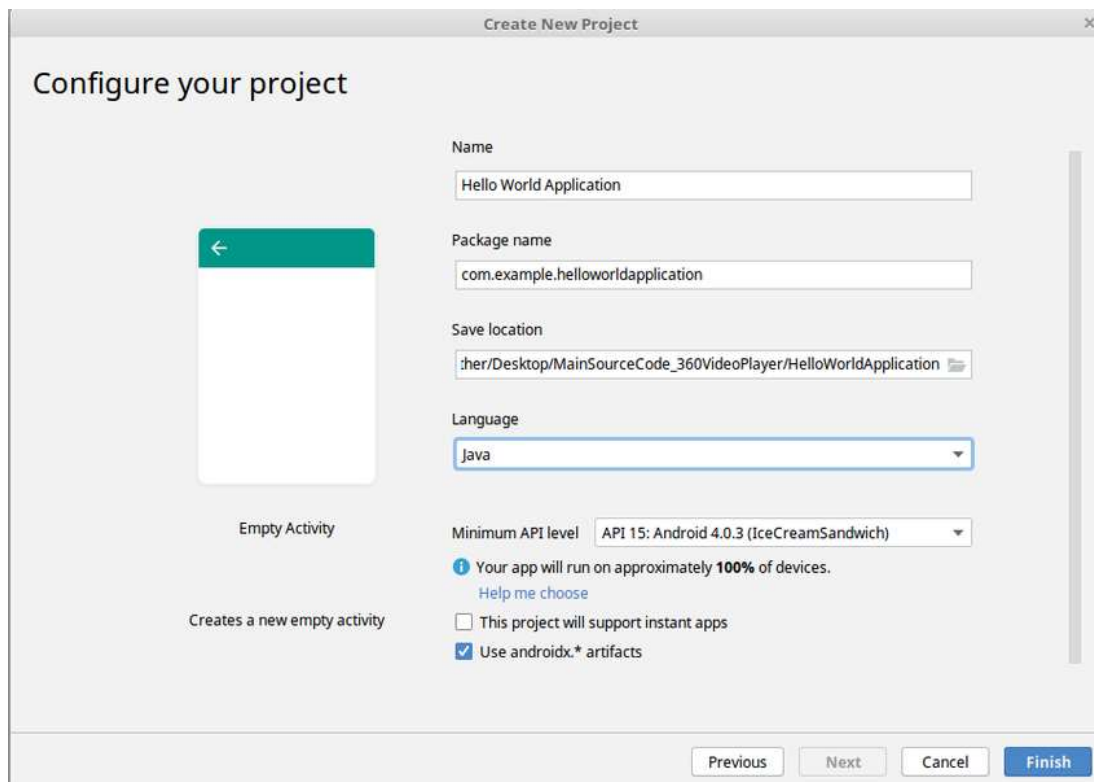 Create New Project
Configure your project
Name
Hello World Application
Package name
com.example.helloworldapplication
Save location
:her/Desktop/MainSourceCode_360VideoPlayer/HelloWorldApplication
Language
Java
Empty Activity
Minimum API level API 15: Android 4.0.3 (IceCreamSandwich)
Your app will run on approximately 100% of devices.
Help me choose
Creates a new empty activity
This project will support instant apps
Use androidx.* artifacts
Previous Next Cancel Finish